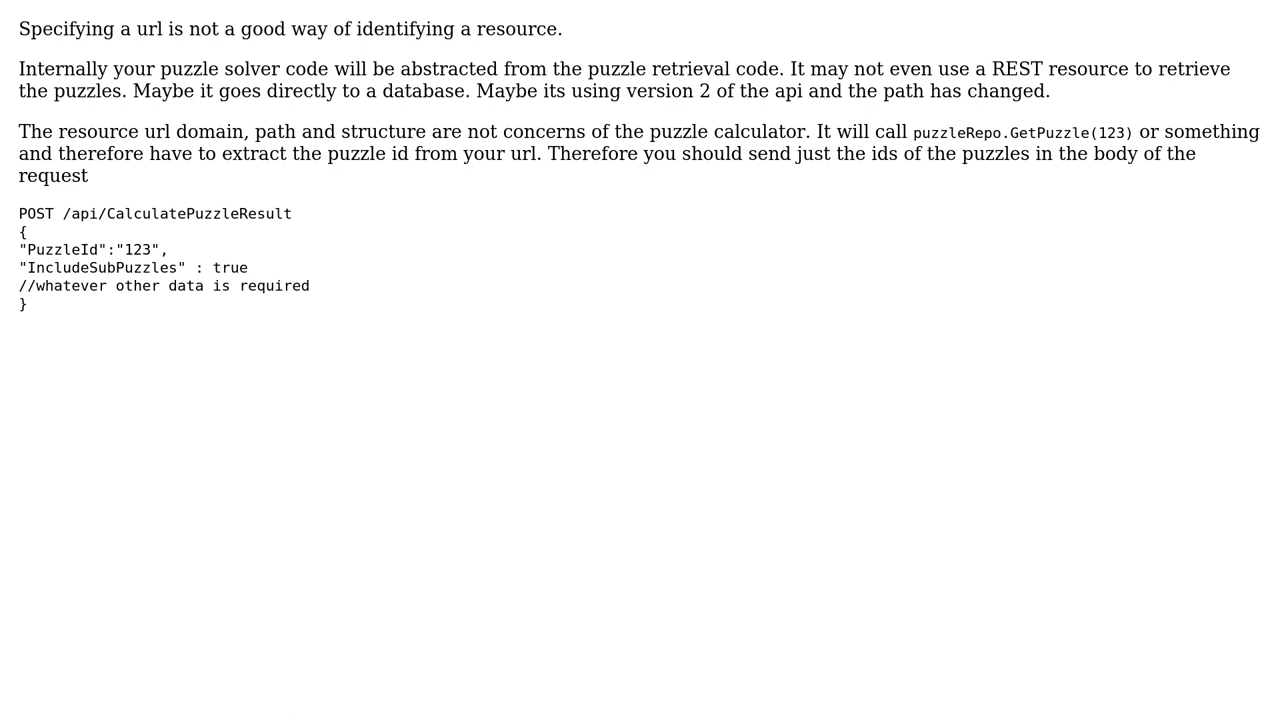 Specifying a url is not a good way of identifying a resource.
Internally your puzzle solver code will be abstracted from the puzzle retrieval code. It may not even use a REST resource to retrieve
the puzzles. Maybe it goes directly to a database. Maybe its using version 2 of the api and the path has changed.
The resource url domain, path and structure are not concerns of the puzzle calculator. It will call puzzleRepo.GetPuzzle(123) or something
and therefore have to extract the puzzle id from your url. Therefore you should send just the ids of the puzzles in the body of the
request
POST /api/CalculatePuzzleResult
{
"PuzzleId":"123",
"IncludeSubPuzzles" : true
//whatever other data is required
}